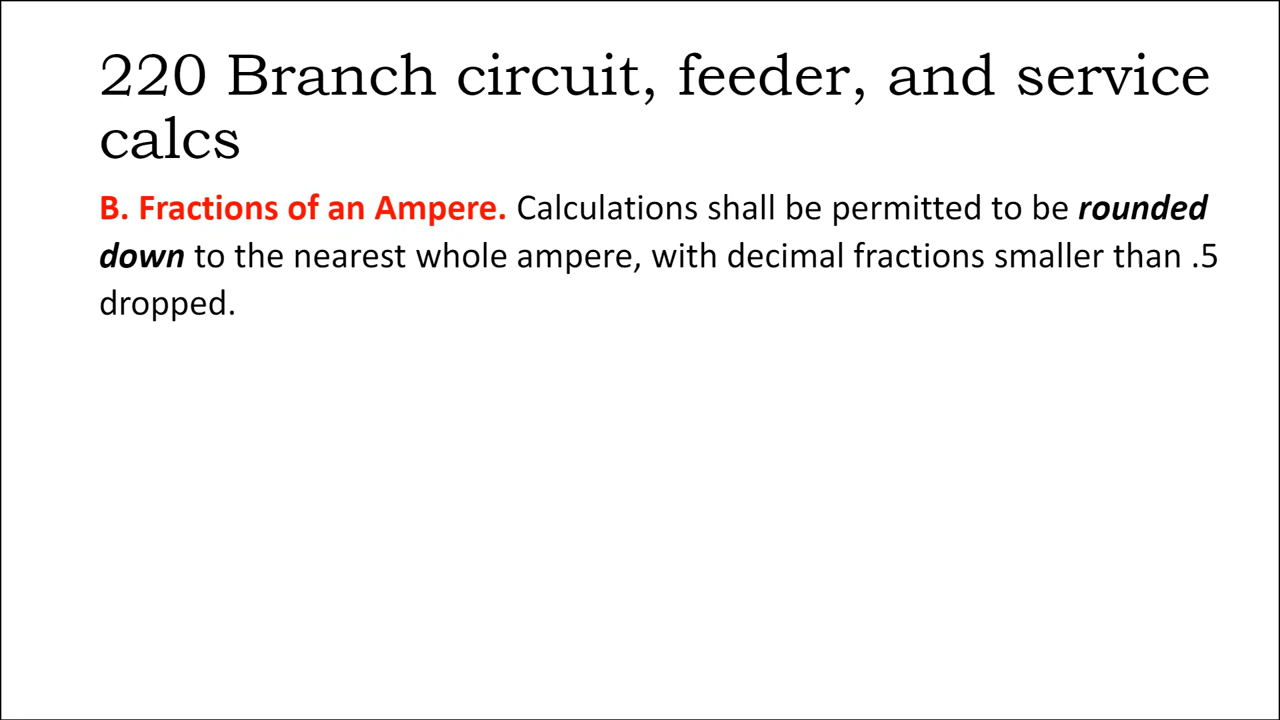 220 Branch circuit, feeder, and service
calcs
B. Fractions of an Ampere. Calculations shall be permitted to be rounded
down to the nearest whole ampere, with decimal fractions smaller than .5
dropped.